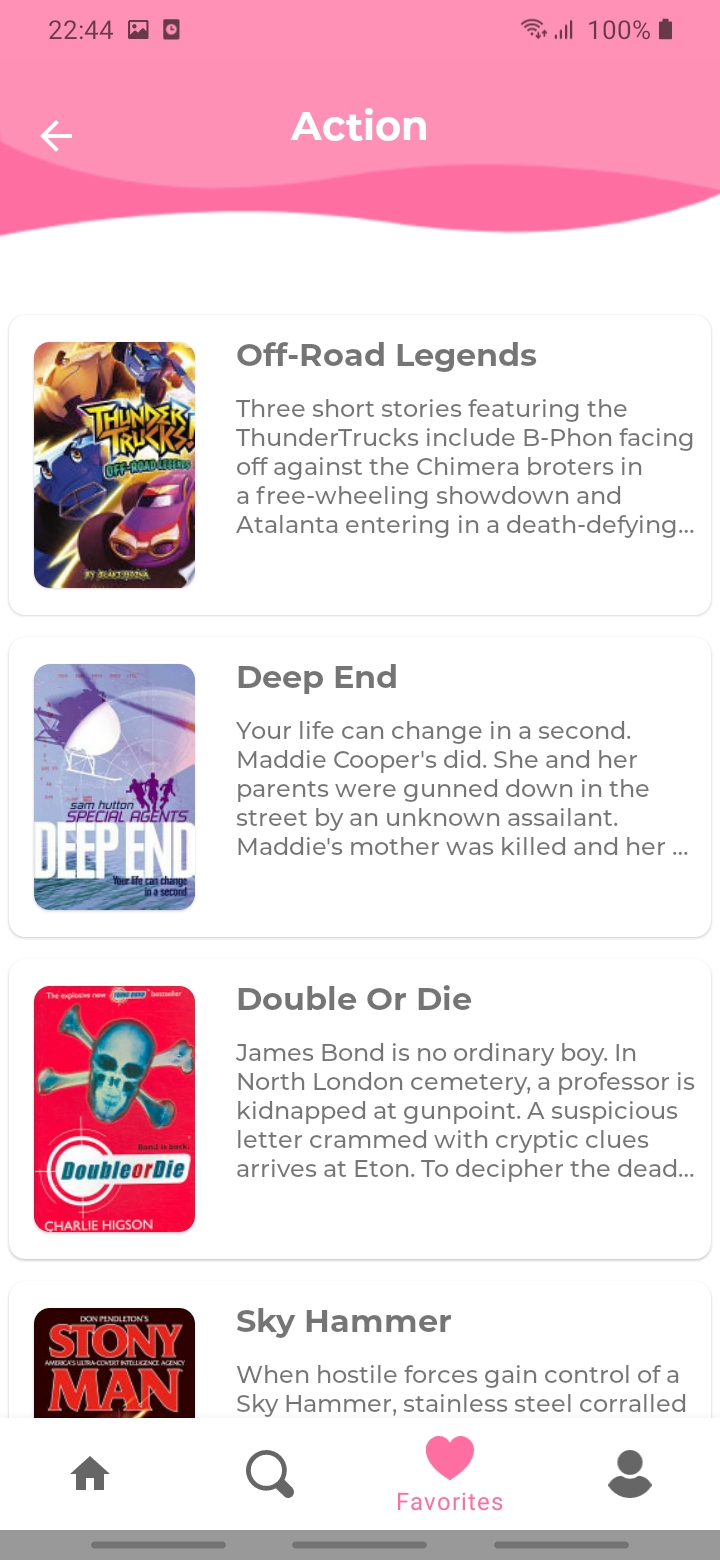 22:44
100%
Action
THUNDER
TRUCKS!
OFF-ROAD LEGENDS
Off-Road Legends
Three short stories featuring the
ThunderTrucks include B-Phon facing
off against the Chimera broters in
a free-wheeling showdown and
Atalanta entering in a death-defying...
sam hutton
SPECIAL AGENTS
DEEP END
Your life can change
in a second
Deep End
Your life can change in a second.
Maddie Cooper's did. She and her
parents were gunned down in the
street by an unknown assailant.
Maddie's mother was killed and her ...
The explosive new YOUNG BOND bestseller
Bond is back.
DoubleorDie
CHARLIE HIGSON
Double Or Die
James Bond is no ordinary boy. In
North London cemetery, a professor is
kidnapped at gunpoint. A suspicious
letter crammed with cryptic clues
arrives at Eton. To decipher the dead...
DON PENDLETON'S
STONY
AMERICA'S ULTRA-COVERT INTELLIGENCE AGENCY
MAN
Sky Hammer
When hostile forces gain control of a
Sky Hammer, stainless steel corralled
Favorites